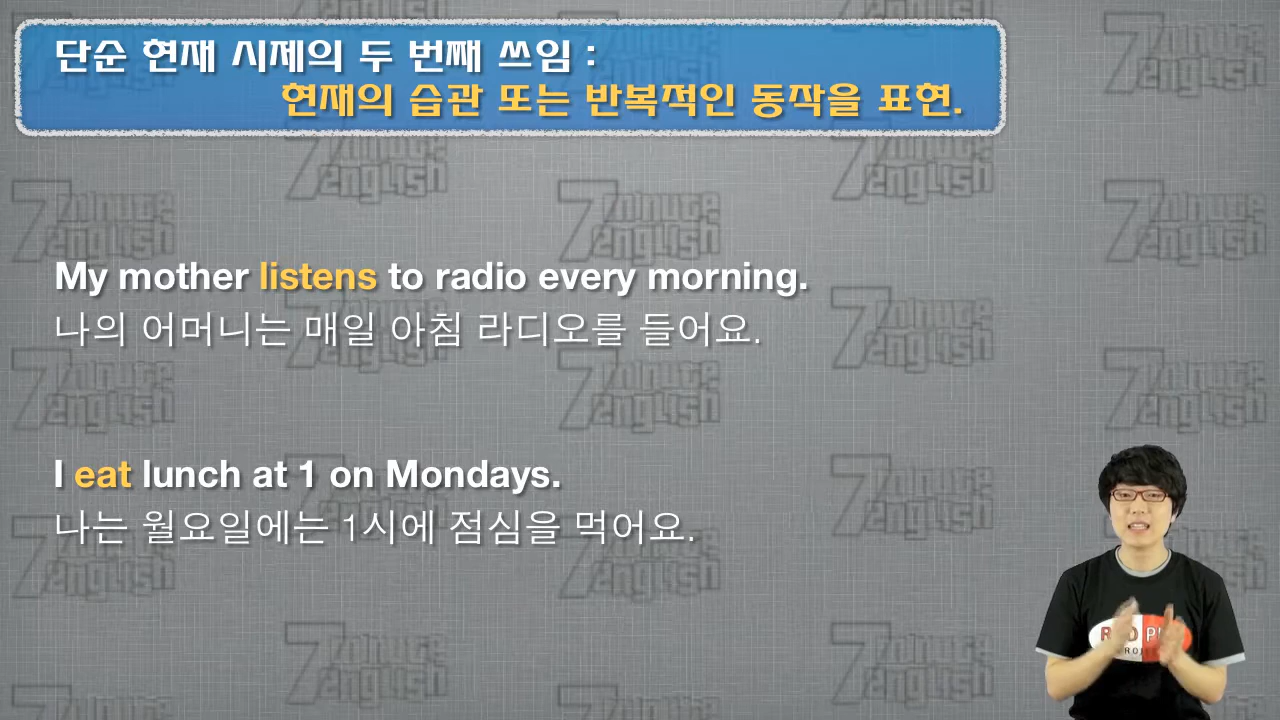 단순 현재 시제의 두 번째 쓰임 :
현재의 습관 또는 반복적인 동작을 표현.
My mother listens to radio every morning.
나의 어머니는 매일 아침 라디오를 들어요.
I eat lunch at 1 on Mondays.
나는 월요일에는 1시에 점심을 먹어요.
7 minute
english